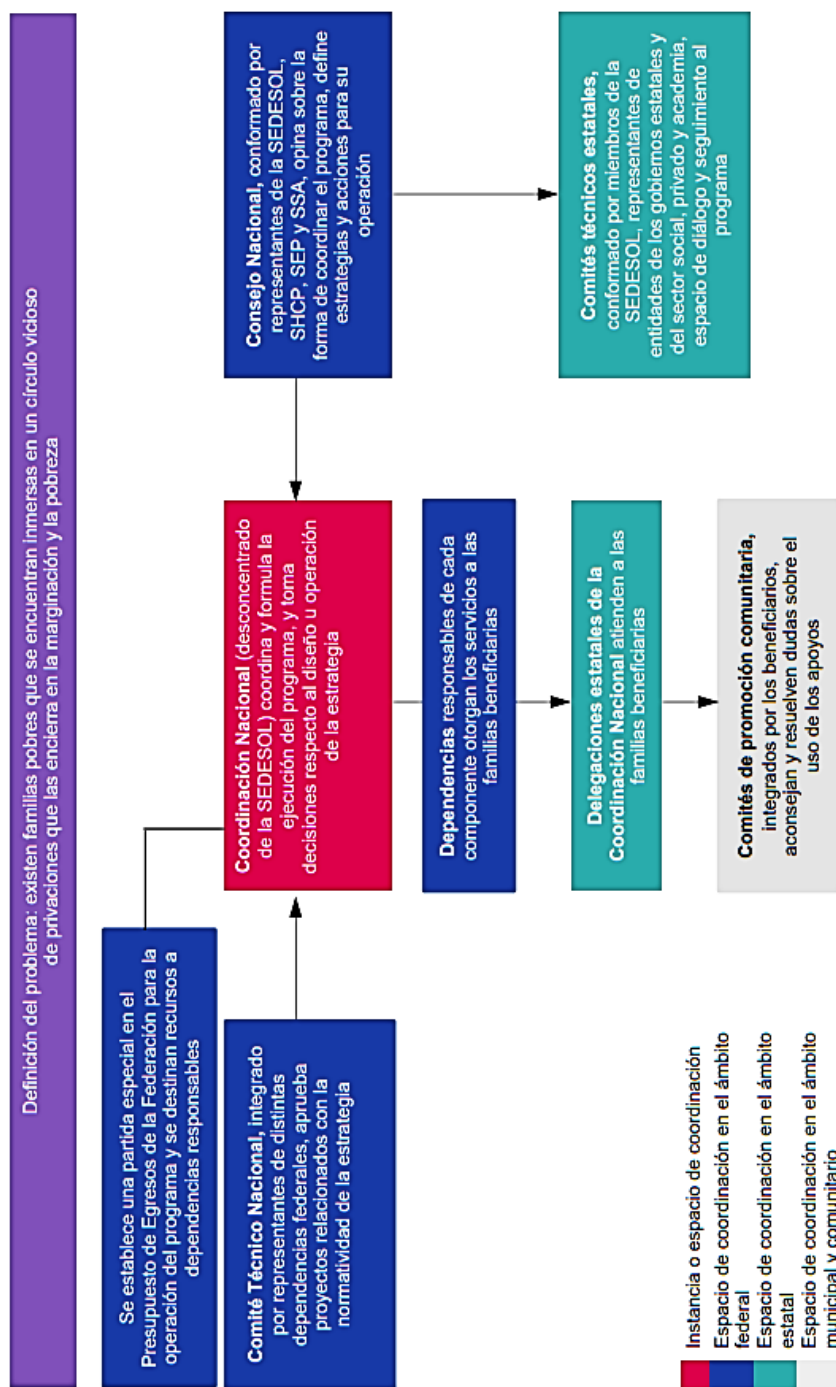 Definición del problema: existen familias pobres que se encuentran inmersas en un círculo vicioso
de privaciones que las encierra en la marginación y la pobreza
Se establece una partida especial en el
Presupuesto de Egresos de la Federación para la
operación del programa y se destinan recursos a
dependencias responsables
Comité Técnico Nacional, integrado
por representantes de distintas
dependencias federales, aprueba
proyectos relacionados con la
normatividad de la estrategia
Coordinación Nacional (desconcentrado
de la SEDESOL) coordina y formula la
ejecución del programa, y toma
decisiones respecto al diseño u operación
de la estrategia
Consejo Nacional, conformado por
representantes de la SEDESOL,
SHCP, SEP y SSA, opina sobre la
forma de coordinar el programa, define
estrategias y acciones para su
operación
Dependencias responsables de cada
componente otorgan los servicios a las
familias beneficiarias
Delegaciones estatales de la
Coordinación Nacional atienden a las
familias beneficiarias
Comités técnicos estatales,
conformado por miembros de la
SEDESOL, representantes de
entidades de los gobiernos estatales y
del sector social, privado y academia,
espacio de diálogo y seguimiento al
programa
Comités de promoción comunitaria,
integrados por los beneficiarios,
aconsejan y resuelven dudas sobre el
uso de los apoyos
Instancia o espacio de coordinación
Espacio de coordinación en el ámbito
federal
Espacio de coordinación en el ámbito
estatal
Espacio de coordinación en el ámbito
municipal y comunitario